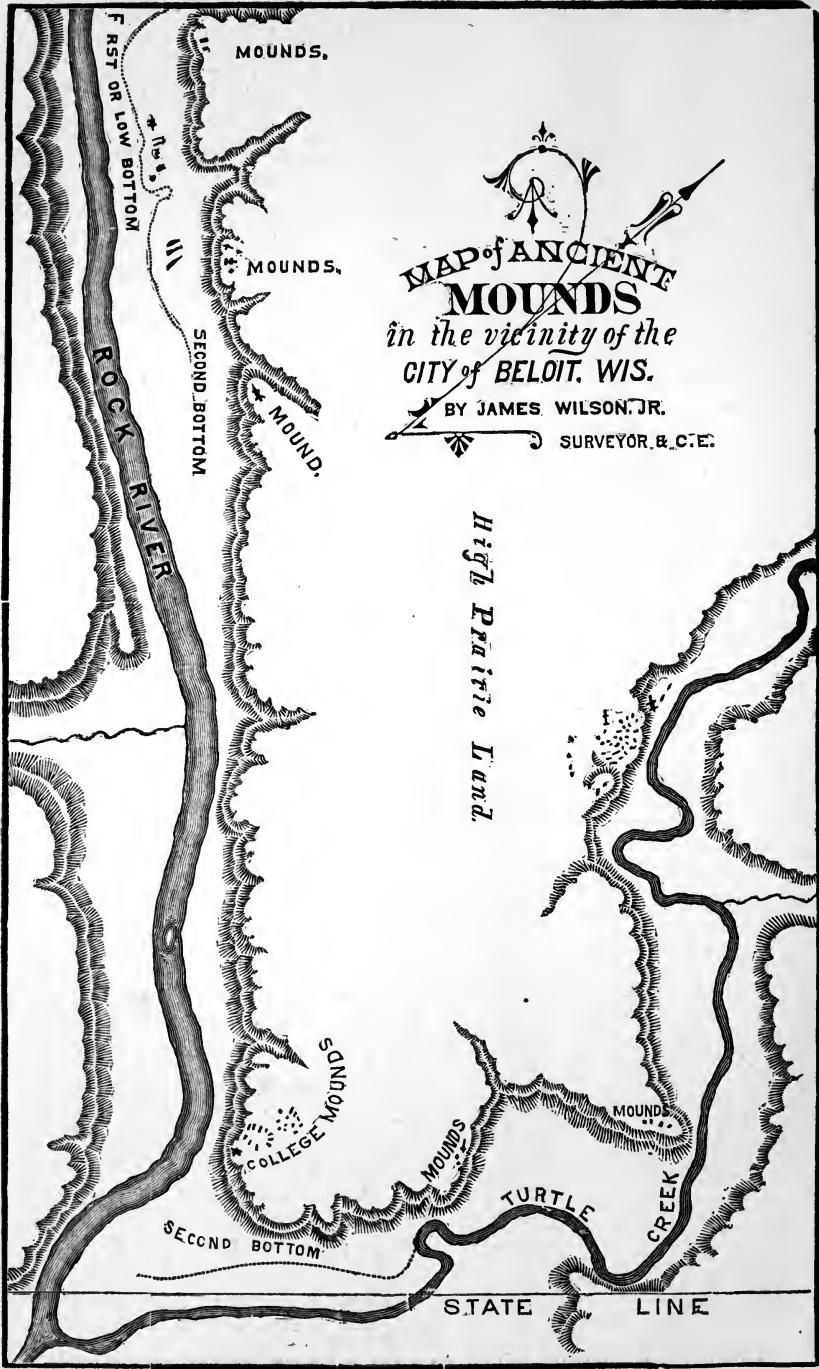 MAP of ANCIENT
MOUNDS
in the vicinity of the
CITY of BELOIT. WIS.
BY JAMES WILSON. JR.
SURVEYOR & C.E.
F RST OR LOW BOTTOM
MOUNDS.
MOUNDS.
SECOND BOTTOM
MOUND.
ROCK RIVER
High Prairie Land.
COLLEGE MOUNDS
MOUNDS
MOUNDS
TURTLE CREEK
SECCND BOTTOM
STATE LINE